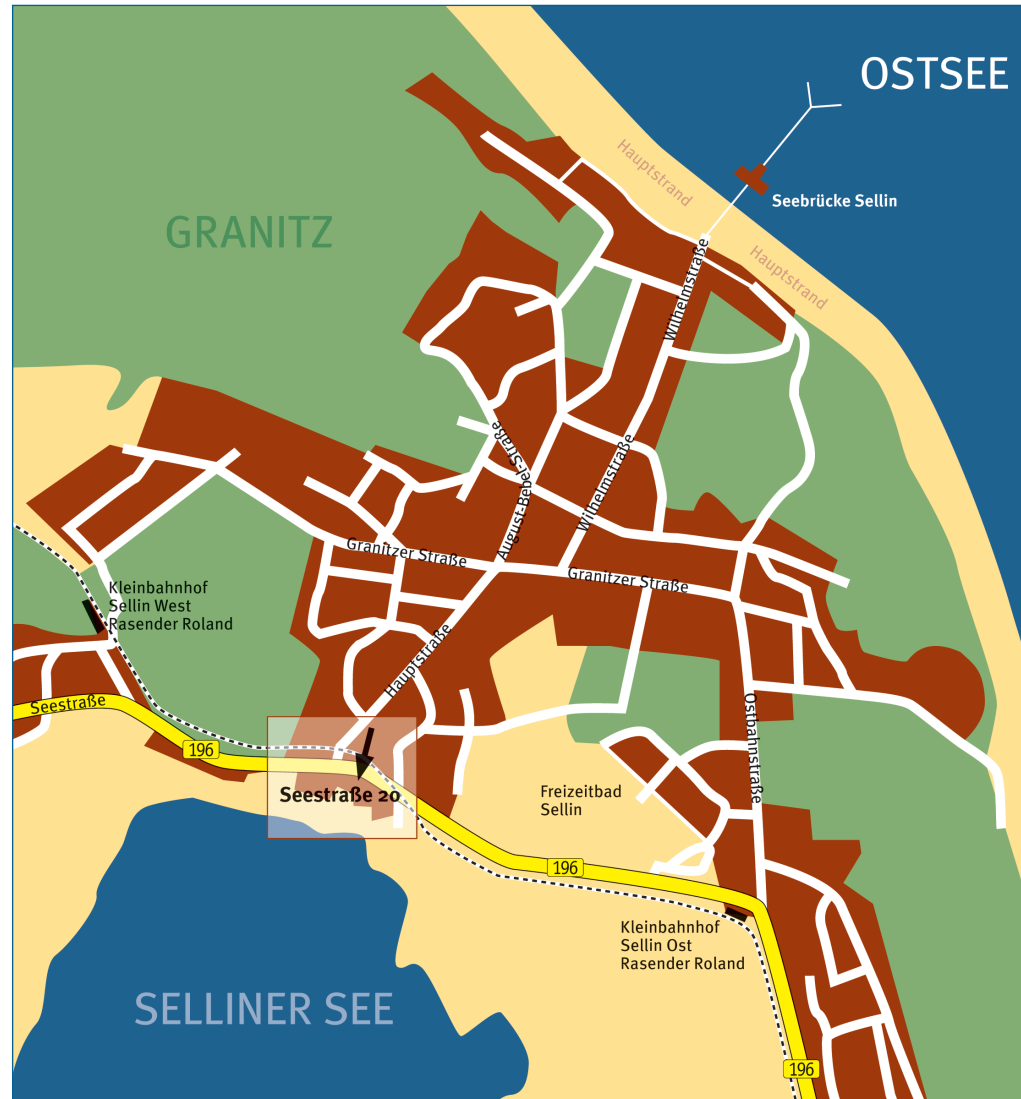 OSTSEE
Hauptstrand
Seebrücke Sellin
GRANITZ
Hauptstrand
Wilhelmstraße
August-Bebel-Straße
Wilhelmstraße
Granitzer Straße
Granitzer Straße
Kleinbahnhof
Sellin West
Rasender Roland
Hauptstraße
Seestraße
196
Ostbahnstraße
Seestraße 20
Freizeitbad
Sellin
196
Kleinbahnhof
Sellin Ost
Rasender Roland
SELLINER SEE
196